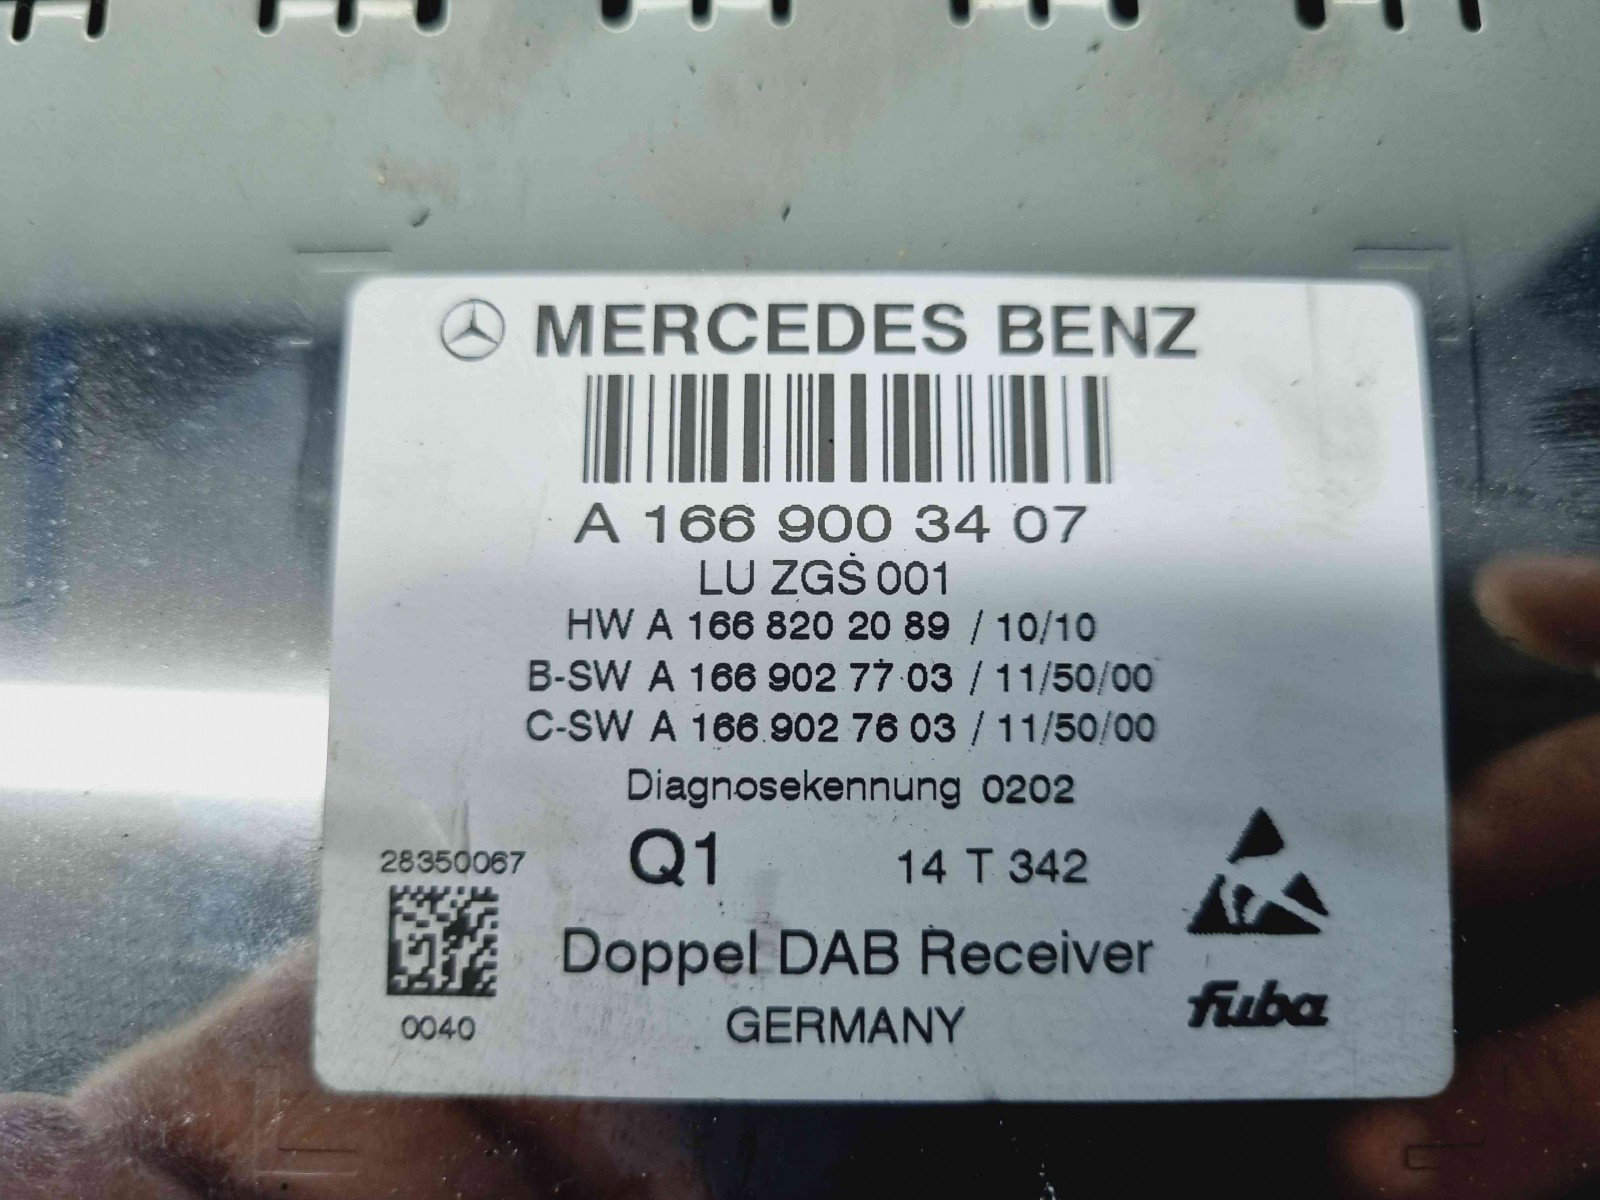 MERCEDES BENZ
A 166 900 34 07
LU ZGS 001
HW A 166 820 20 89 / 10/10
B-SW A 166 902 77 03 / 11/50/00
C-SW A 166 902 76 03 / 11/50/00
Diagnosekennung 0202
28350067 Q1 14 T 342
Doppel DAB Receiver
0040 GERMANY fuba